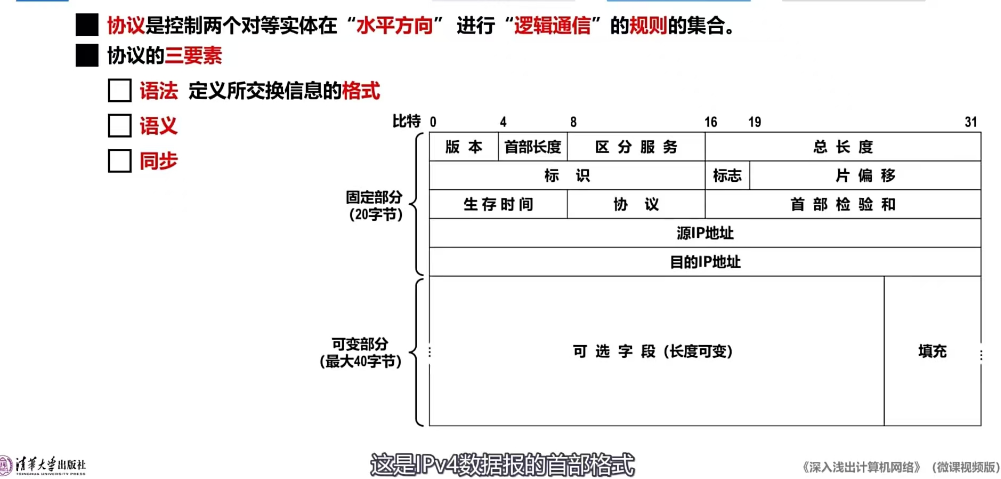 协议是控制两个对等实体在“水平方向” 进行“逻辑通信”的规则的集合。
协议的三要素
语法 定义所交换信息的格式
语义
同步
比特 0 4 8 16 19 31
版 本 首部长度 区 分 服 务 总 长 度
标 识 标志 片 偏 移
生 存 时 间 协 议 首 部 检 验 和
源IP地址
目的IP地址
固定部分
(20字节)
可 选 字 段 (长度可变) 填充
可变部分
(最大40字节)
这是IPv4数据报的首部格式
清华大学出版社
TSINGHUA UNIVERSITY PRESS
《深入浅出计算机网络》(微课视频版)